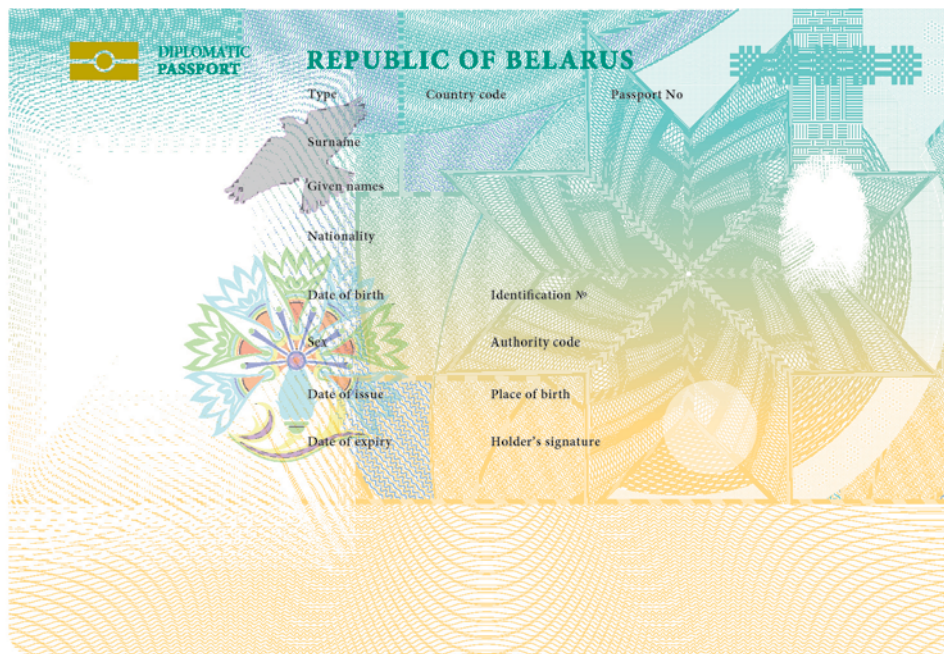 DIPLOMATIC
PASSPORT
REPUBLIC OF BELARUS
Type Country code Passport No
Surname
Given names
Nationality
Date of birth Identification №
Sex Authority code
Date of issue Place of birth
Date of expiry Holder's signature